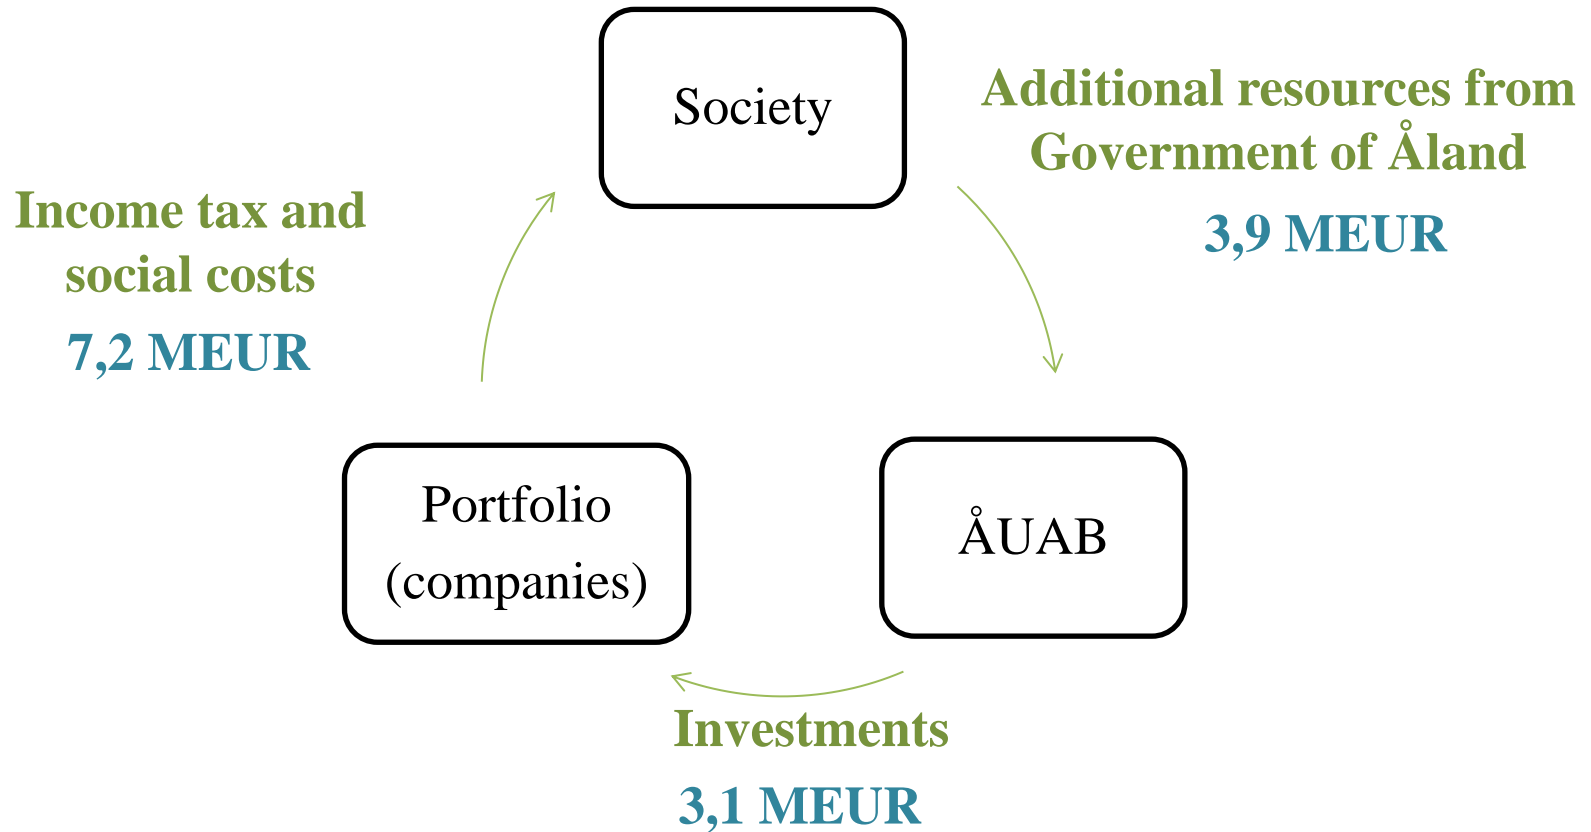 Society
Additional resources from
Government of Åland
3,9 MEUR
Income tax and
social costs
7,2 MEUR
Portfolio
(companies)
ÅUAB
Investments
3,1 MEUR